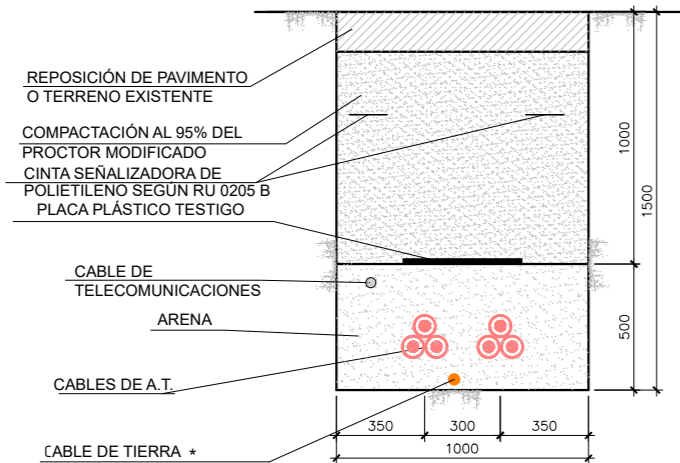 REPOSICIÓN DE PAVIMENTO
O TERRENO EXISTENTE
COMPACTACIÓN AL 95% DEL
PROCTOR MODIFICADO
CINTA SEÑALIZADORA DE
POLIETILENO SEGÚN RU 0205 B
PLACA PLÁSTICO TESTIGO
CABLE DE
TELECOMUNICACIONES
ARENA
CABLES DE A.T.
CABLE DE TIERRA *
1000
1500
500
350
300
350
1000